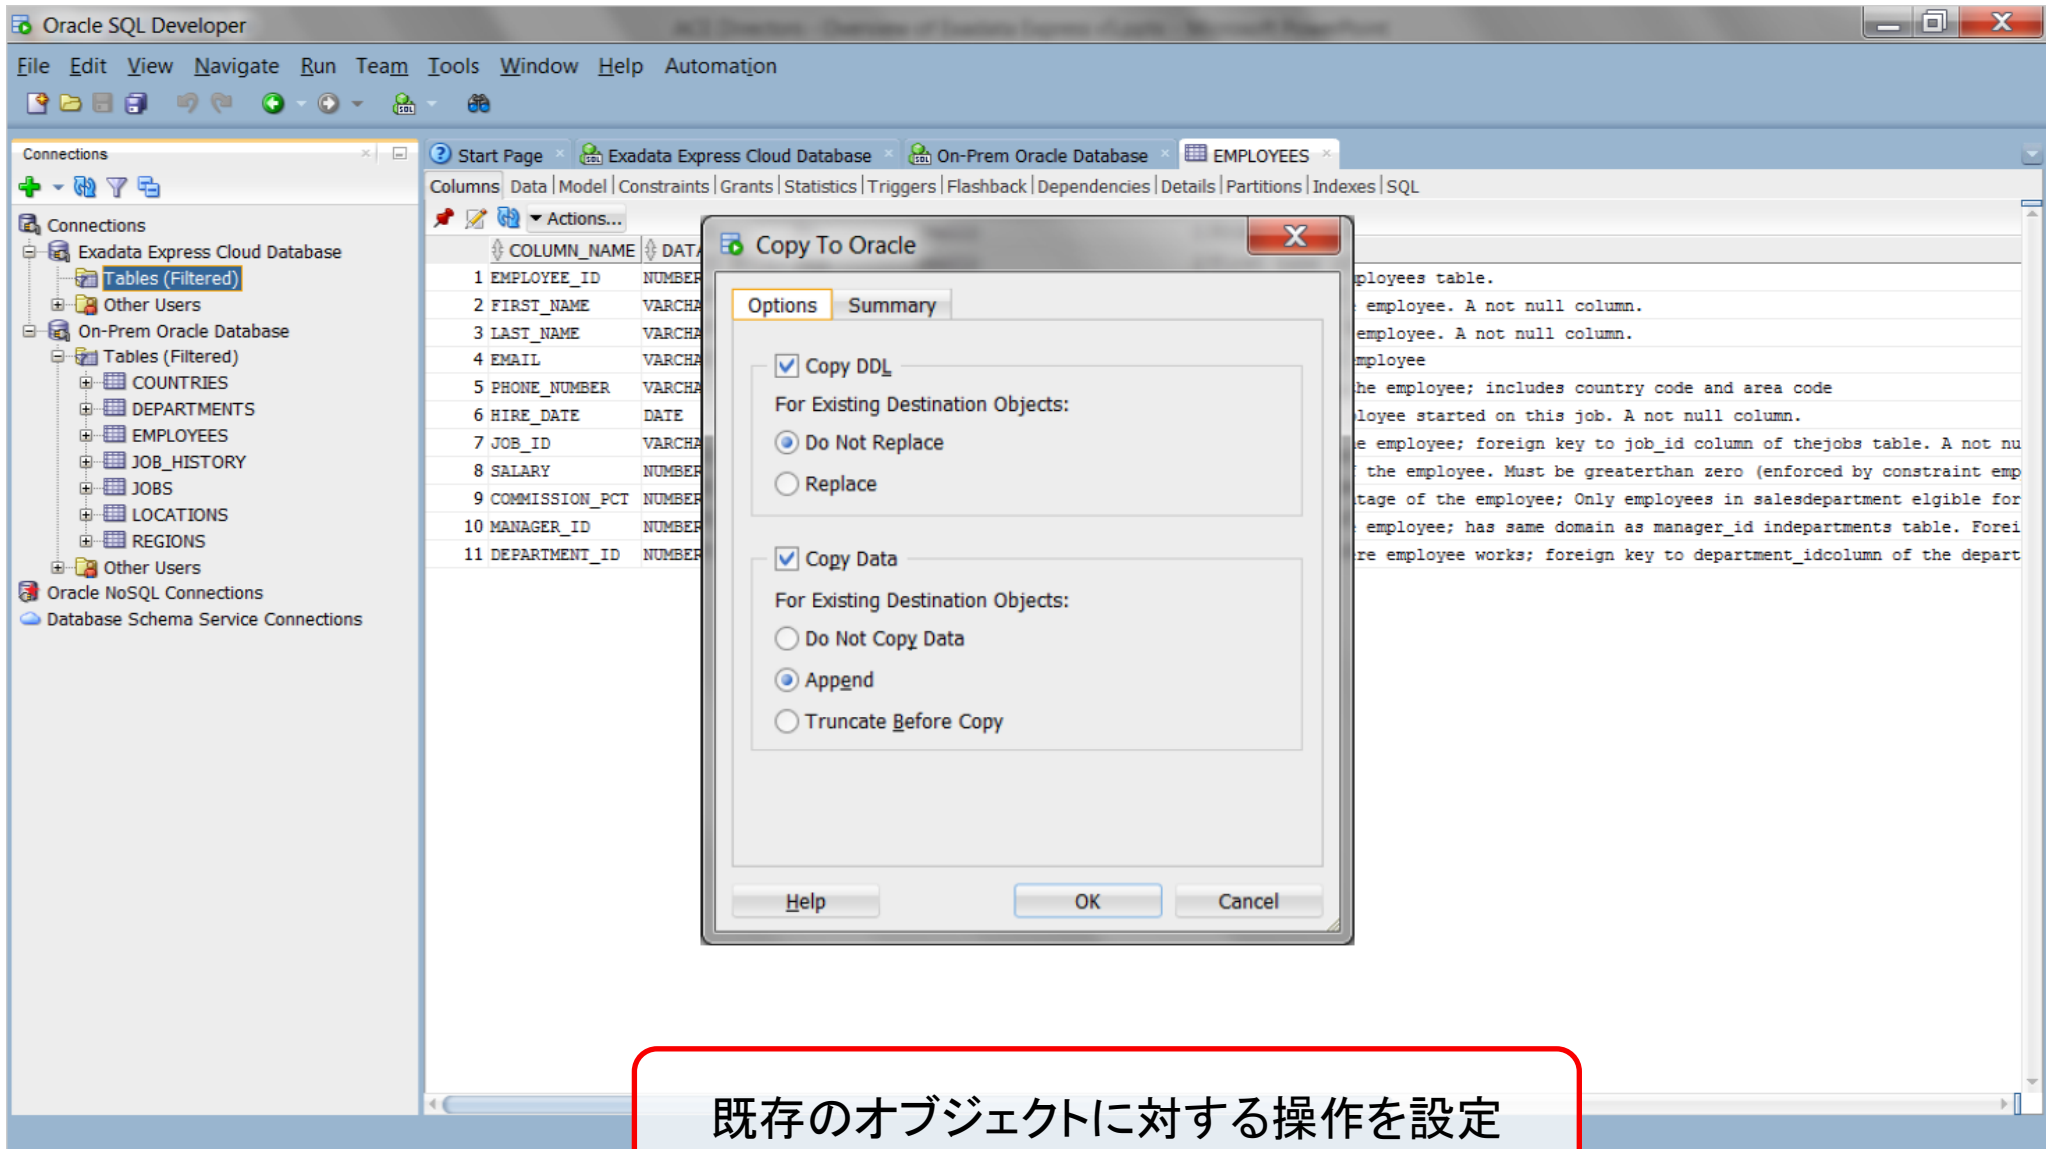 Oracle SQL Developer
File Edit View Navigate Run Team Tools Window Help Automation
Connections
Connections
Exadata Express Cloud Database
Tables (Filtered)
Other Users
On-Prem Oracle Database
Tables (Filtered)
COUNTRIES
DEPARTMENTS
EMPLOYEES
JOB_HISTORY
JOBS
LOCATIONS
REGIONS
Other Users
Oracle NoSQL Connections
Database Schema Service Connections
Start Page Exadata Express Cloud Database On-Prem Oracle Database EMPLOYEES
Columns Data Model Constraints Grants Statistics Triggers Flashback Dependencies Details Partitions Indexes SQL
Actions...
COLUMN_NAME DATA
1 EMPLOYEE_ID NUMBER mployees table.
2 FIRST_NAME VARCHA employee. A not null column.
3 LAST_NAME VARCHA employee. A not null column.
4 EMAIL VARCHA mployee
5 PHONE_NUMBER VARCHA he employee; includes country code and area code
6 HIRE_DATE DATE loyee started on this job. A not null column.
7 JOB_ID VARCHA e employee; foreign key to job_id column of thejobs table. A not nu
8 SALARY NUMBER the employee. Must be greaterthan zero (enforced by constraint emp
9 COMMISSION_PCT NUMBER tage of the employee; Only employees in salesdepartment elgible for
10 MANAGER_ID NUMBER employee; has same domain as manager_id indepartments table. Forei
11 DEPARTMENT_ID NUMBER re employee works; foreign key to department_idcolumn of the depart
Copy To Oracle
Options Summary
Copy DDL
For Existing Destination Objects:
Do Not Replace
Replace
Copy Data
For Existing Destination Objects:
Do Not Copy Data
Append
Truncate Before Copy
Help OK Cancel
既存のオブジェクトに対する操作を設定